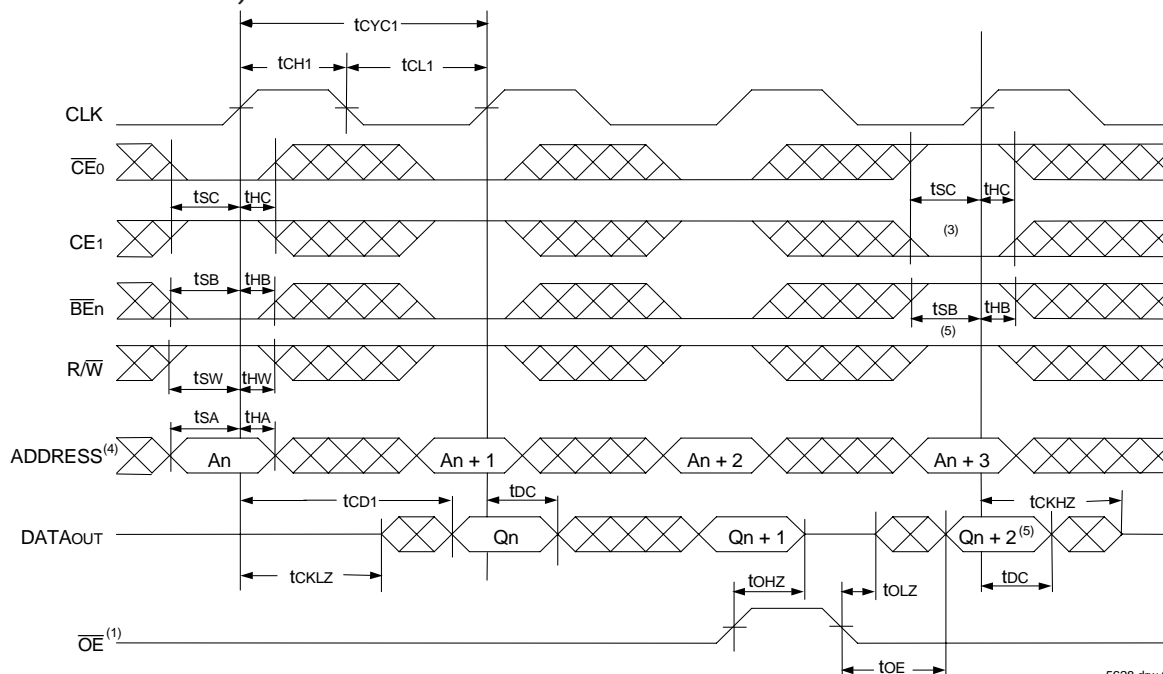 tCYC1
tCH1 tCL1
CLK
CE0
tSC tHC tSC tHC
CE1 (3)
tSB tHB
BEn
tSB tHB
(5)
R/W
tSW tHW
tSA tHA
ADDRESS(4) An An + 1 An + 2 An + 3
tCD1 tDC tCKHZ
DATAOUT Qn Qn + 1 Qn + 2(5)
tCKLZ tOHZ tOLZ tDC
OE(1)
tOE